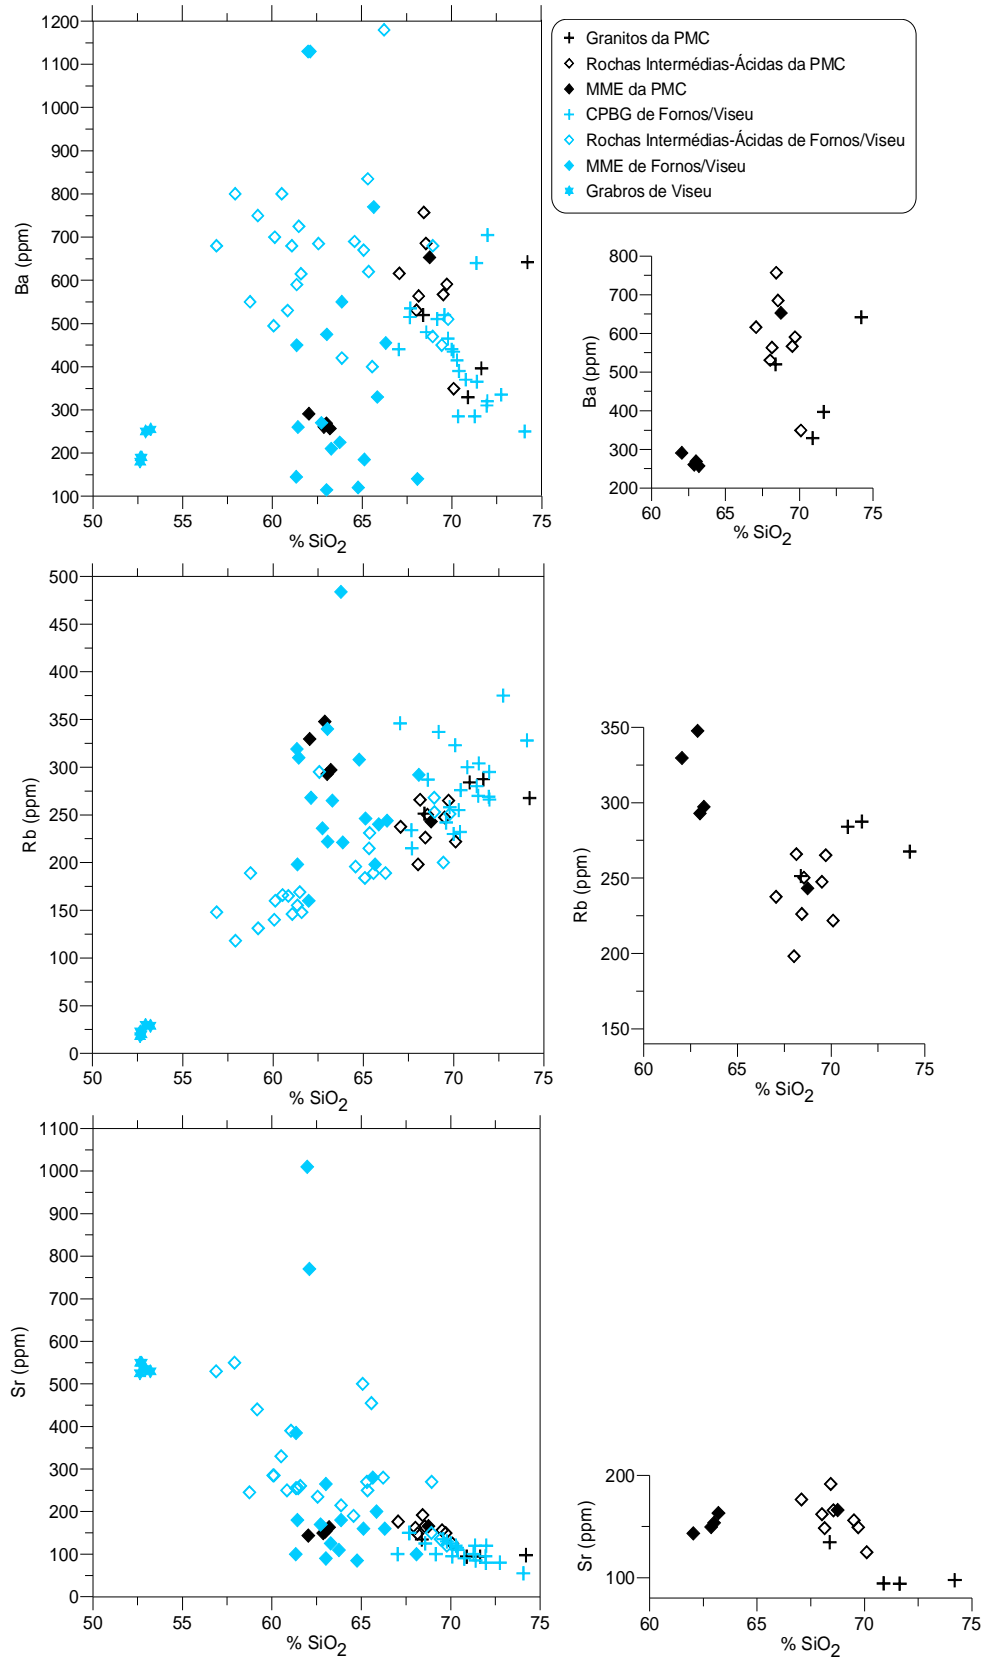 Granitos da PMC
Rochas Intermédias-Ácidas da PMC
MME da PMC
CPBG de Fornos/Viseu
Rochas Intermédias-Ácidas de Fornos/Viseu
MME de Fornos/Viseu
Grabros de Viseu
1200
1100
1000
900
800
700
600
500
400
300
200
100
Ba (ppm)
50 55 60 65 70 75
% SiO2
800
700
600
500
400
300
200
Ba (ppm)
60 65 70 75
% SiO2
500
450
400
350
300
250
200
150
100
50
0
Rb (ppm)
50 55 60 65 70 75
% SiO2
350
300
250
200
150
Rb (ppm)
60 65 70 75
% SiO2
1100
1000
900
800
700
600
500
400
300
200
100
0
Sr (ppm)
50 55 60 65 70 75
% SiO2
200
100
Sr (ppm)
60 65 70 75
% SiO2